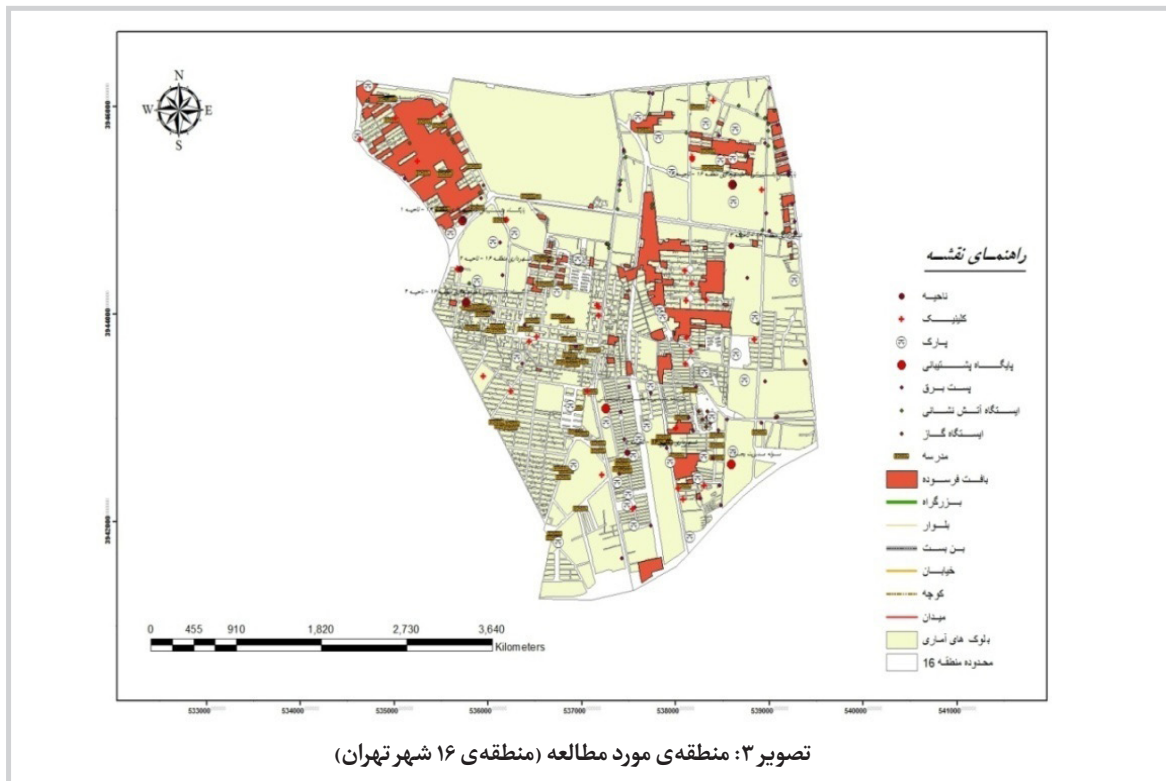 N
W E
S
3946000
3944000
3942000
راهنمای نقشه
ناحیه
کلینیک
پارک
پایگاه پشتیبانی
پست برق
ایستگاه آتش نشانی
ایستگاه گاز
مدرسه
بافت فرسوده
بزرگراه
بلوار
بن بست
خیابان
کوچه
میدان
بلوک های آماری
محدوده منطقه 16
0 455 910 1,820 2,730 3,640
Kilometers
533000 534000 535000 536000 537000 538000 539000 540000 541000
تصویر ۳: منطقه‌ی مورد مطالعه (منطقه‌ی ۱۶ شهر تهران)